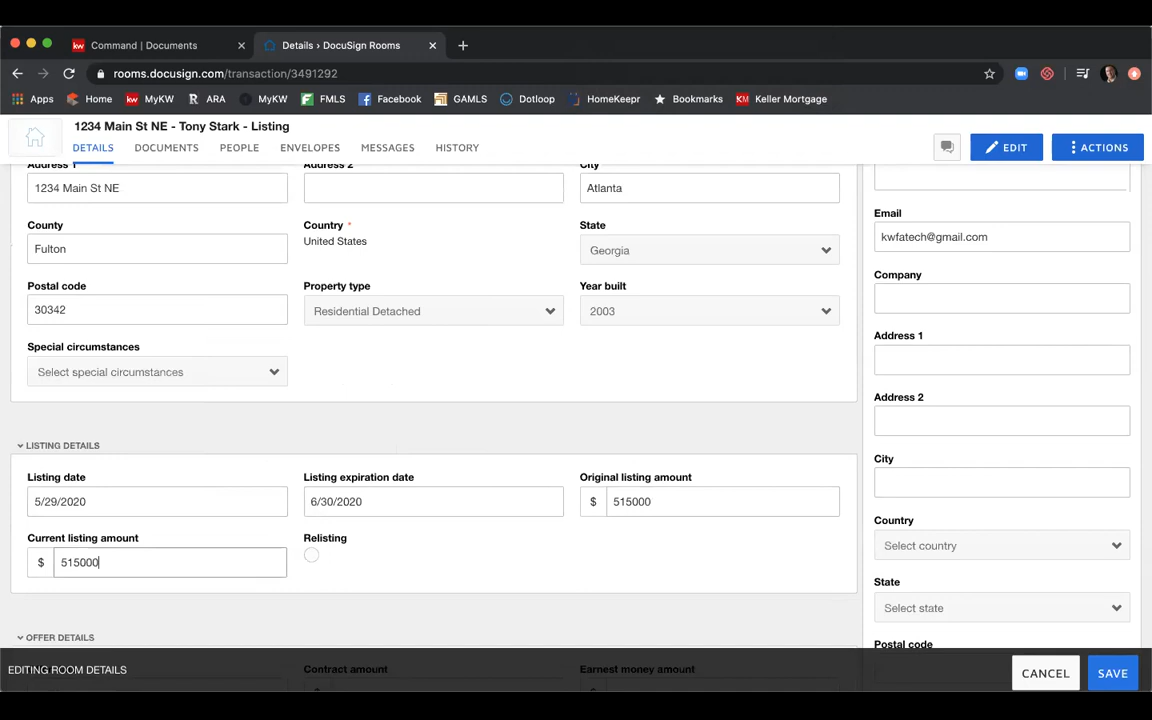 Command | Documents
Details › DocuSign Rooms
rooms.docusign.com/transaction/3491292
Apps Home MyKW ARA MyKW FMLS Facebook GAMLS Dotloop HomeKeepr Bookmarks Keller Mortgage
1234 Main St NE - Tony Stark - Listing
DETAILS DOCUMENTS PEOPLE ENVELOPES MESSAGES HISTORY
EDIT ACTIONS
Address 1 Address 2 City
1234 Main St NE Atlanta
County Country * State
Fulton United States Georgia
Postal code Property type Year built
30342 Residential Detached 2003
Special circumstances
Select special circumstances
LISTING DETAILS
Listing date Listing expiration date Original listing amount
5/29/2020 6/30/2020 $ 515000
Current listing amount Relisting
$ 515000
OFFER DETAILS
Contract amount Earnest money amount
Email
kwfatech@gmail.com
Company
Address 1
Address 2
City
Country
Select country
State
Select state
Postal code
EDITING ROOM DETAILS
CANCEL SAVE